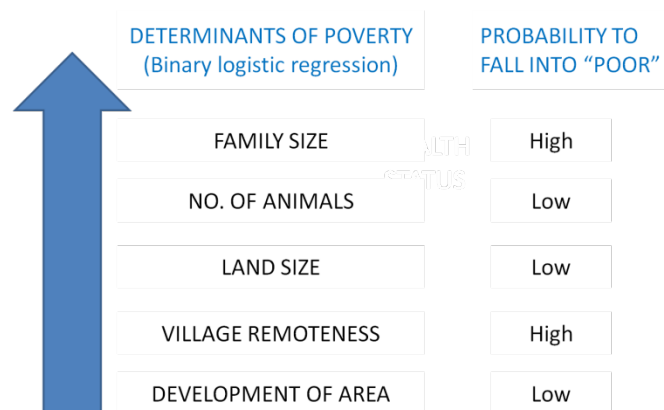 DETERMINANTS OF POVERTY
(Binary logistic regression)
PROBABILITY TO
FALL INTO “POOR”
FAMILY SIZE
High
NO. OF ANIMALS
Low
LAND SIZE
Low
VILLAGE REMOTENESS
High
DEVELOPMENT OF AREA
Low
STATUS